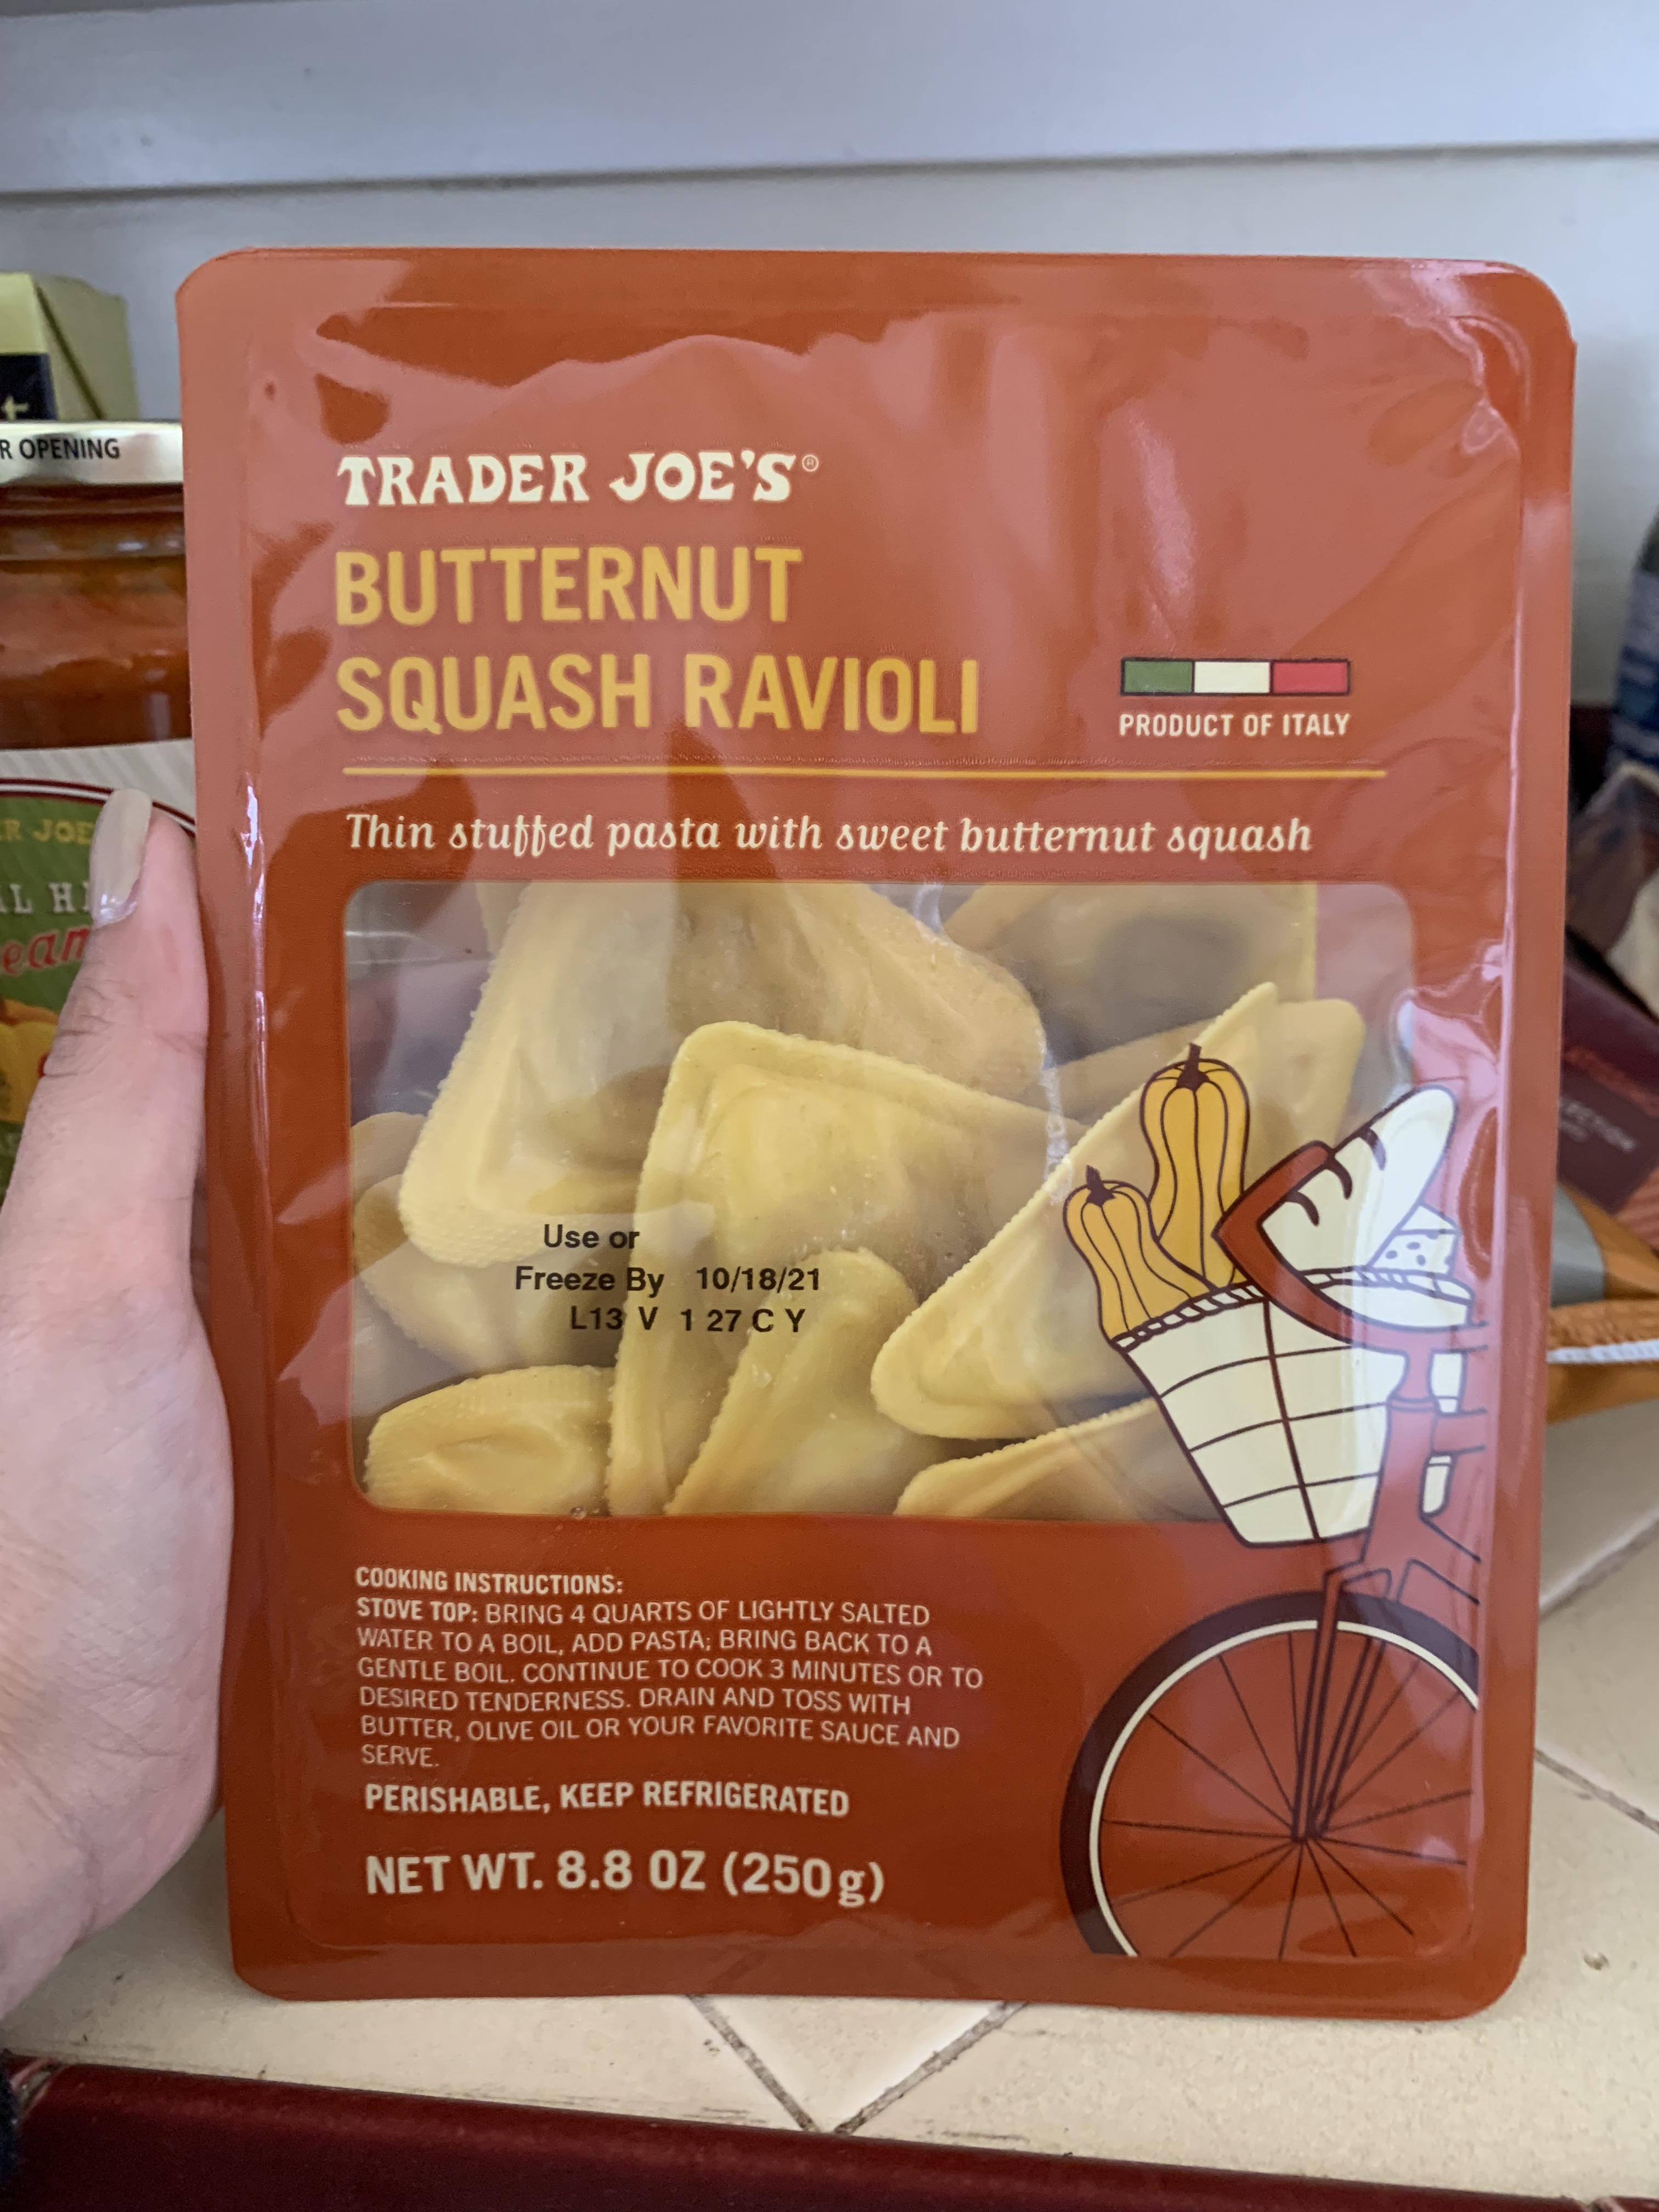 R OPENING
TRADER JOE'S®
BUTTERNUT
SQUASH RAVIOLI
PRODUCT OF ITALY
Thin stuffed pasta with sweet butternut squash
Use or
Freeze By 10/18/21
L13 V 1 27 C Y
COOKING INSTRUCTIONS:
STOVE TOP: BRING 4 QUARTS OF LIGHTLY SALTED
WATER TO A BOIL, ADD PASTA; BRING BACK TO A
GENTLE BOIL. CONTINUE TO COOK 3 MINUTES OR TO
DESIRED TENDERNESS. DRAIN AND TOSS WITH
BUTTER, OLIVE OIL OR YOUR FAVORITE SAUCE AND
SERVE.
PERISHABLE, KEEP REFRIGERATED
NET WT. 8.8 OZ (250g)